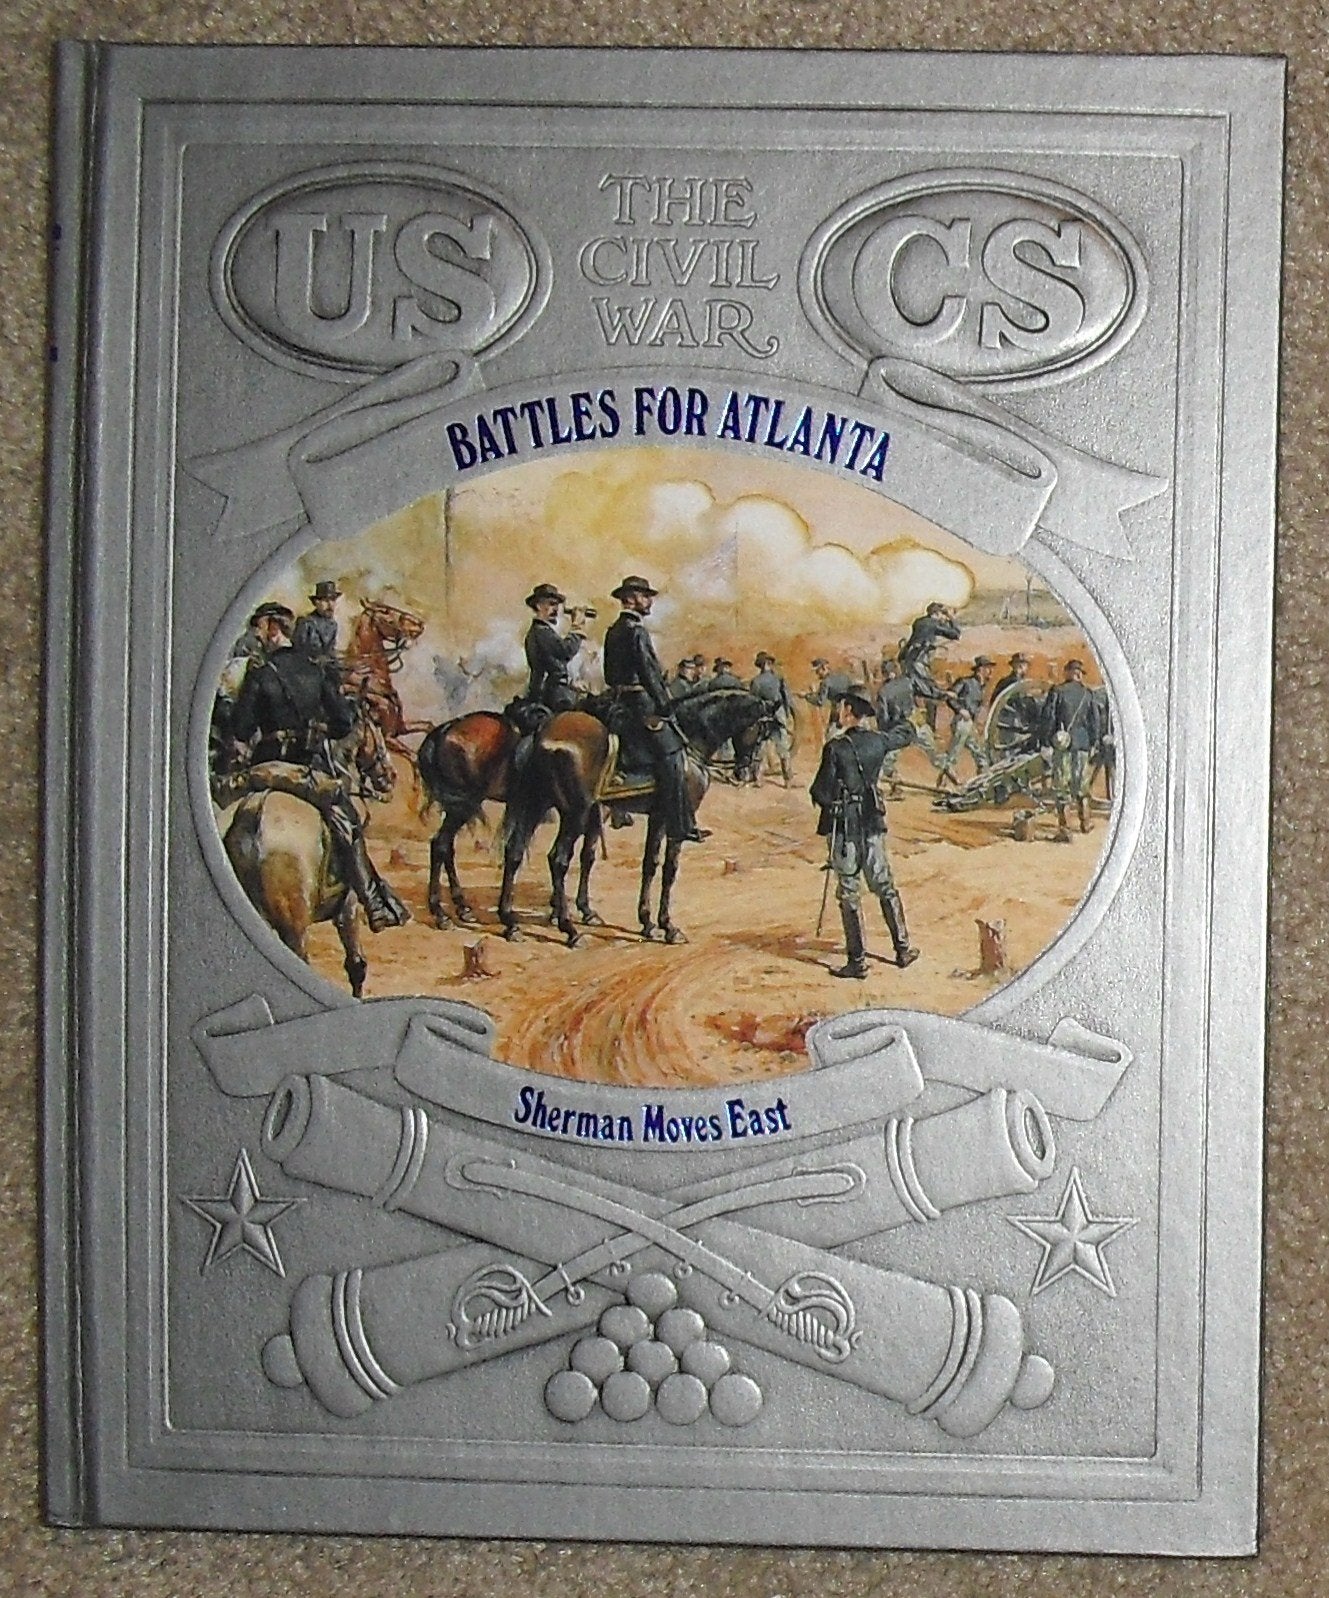 US
THE
CIVIL
WAR
CS
BATTLES FOR ATLANTA
Sherman Moves East